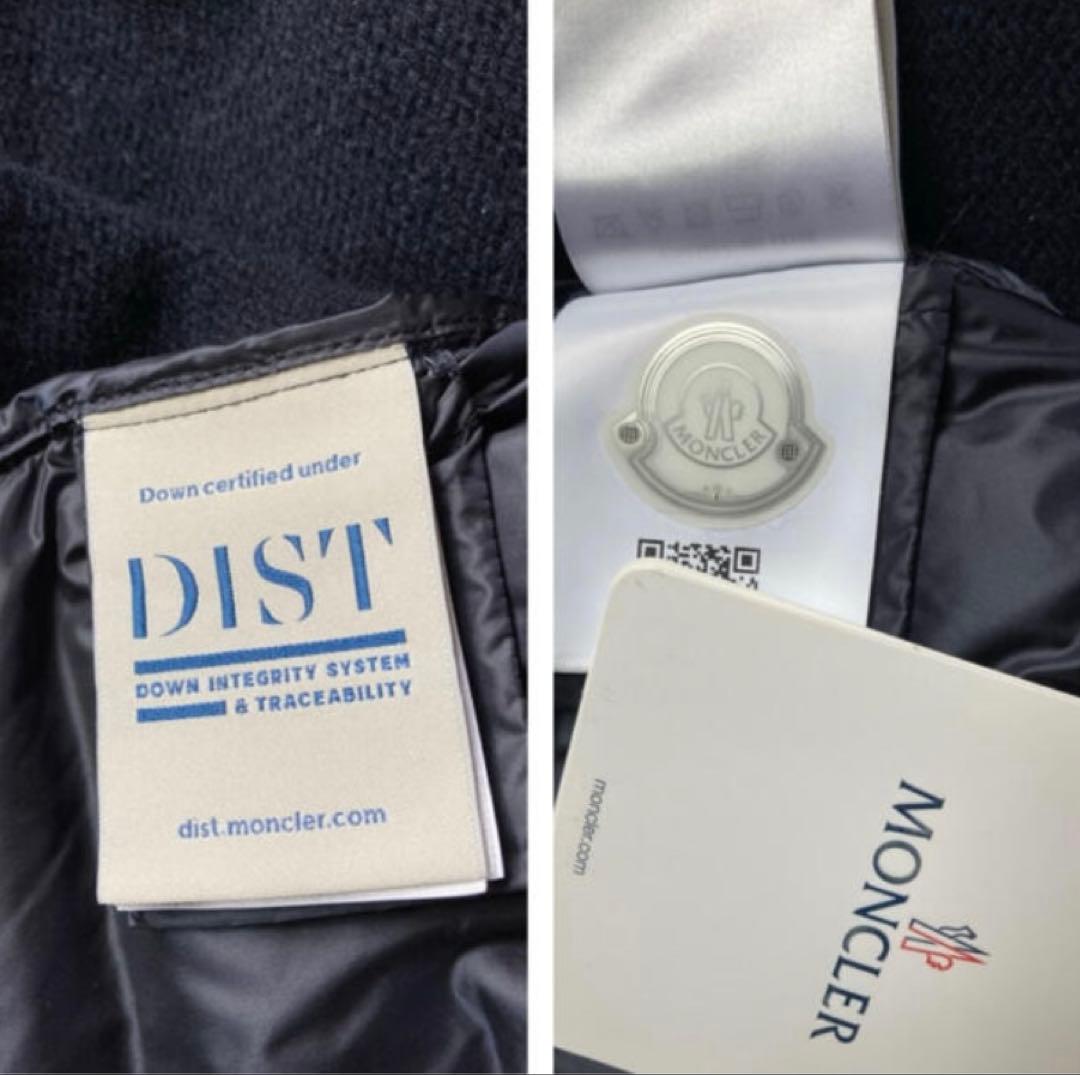 Down certified under
DIST
DOWN INTEGRITY SYSTEM
& TRACEABILITY
dist.moncler.com
MONCLER
moncler.com
MONCLER